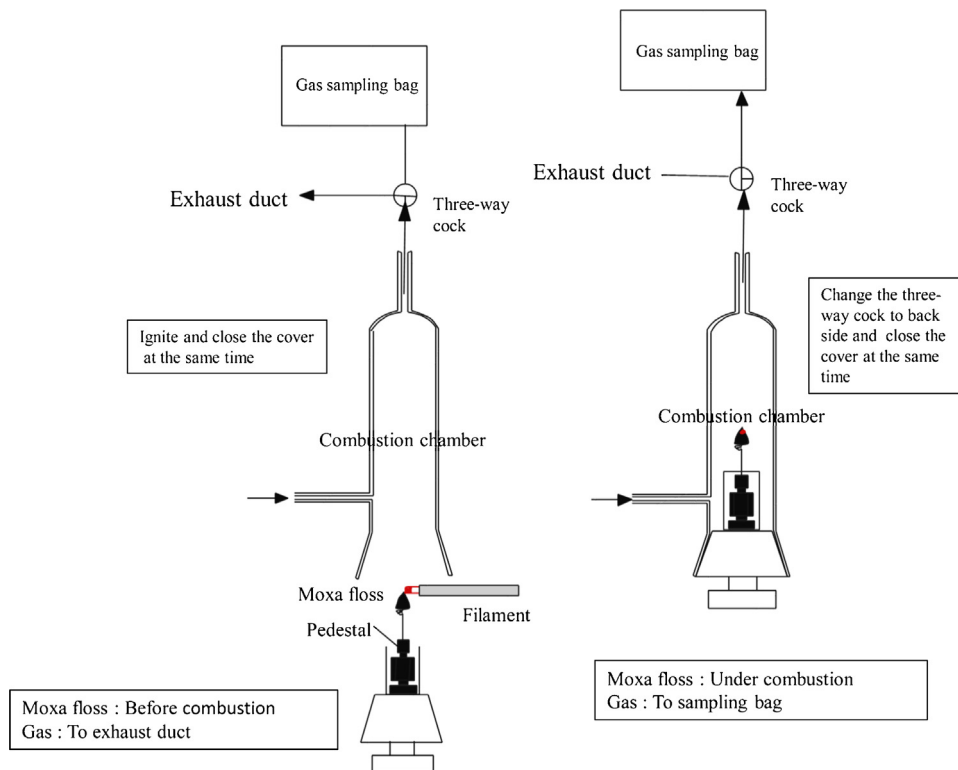 Gas sampling bag
Exhaust duct
Three-way
cock
Ignite and close the cover
at the same time
Combustion chamber
Moxa floss
Filament
Pedestal
Moxa floss : Before combustion
Gas : To exhaust duct
Gas sampling bag
Exhaust duct
Three-way
cock
Change the three-
way cock to back
side and close the
cover at the same
time
Combustion chamber
Moxa floss : Under combustion
Gas : To sampling bag